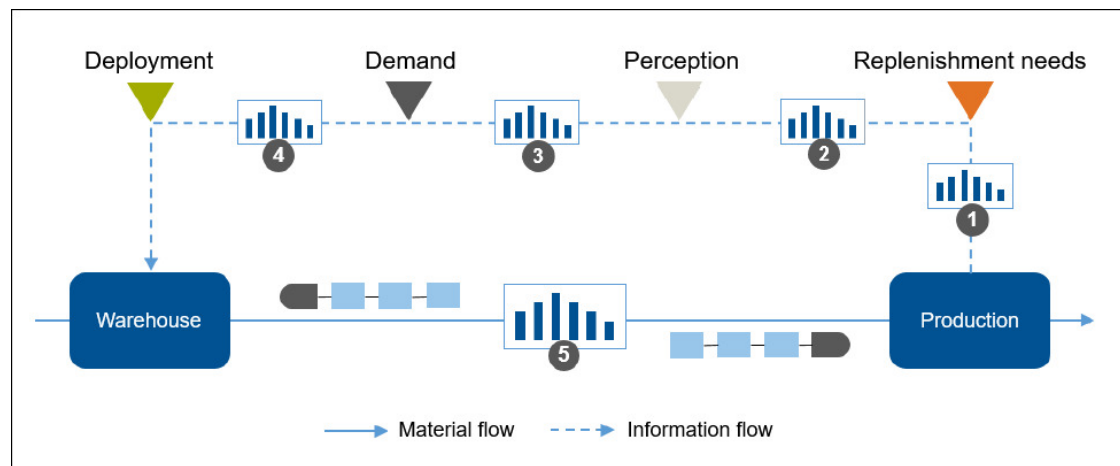 Deployment
Demand
Perception
Replenishment needs
4
3
2
1
Warehouse
Production
5
Material flow
Information flow